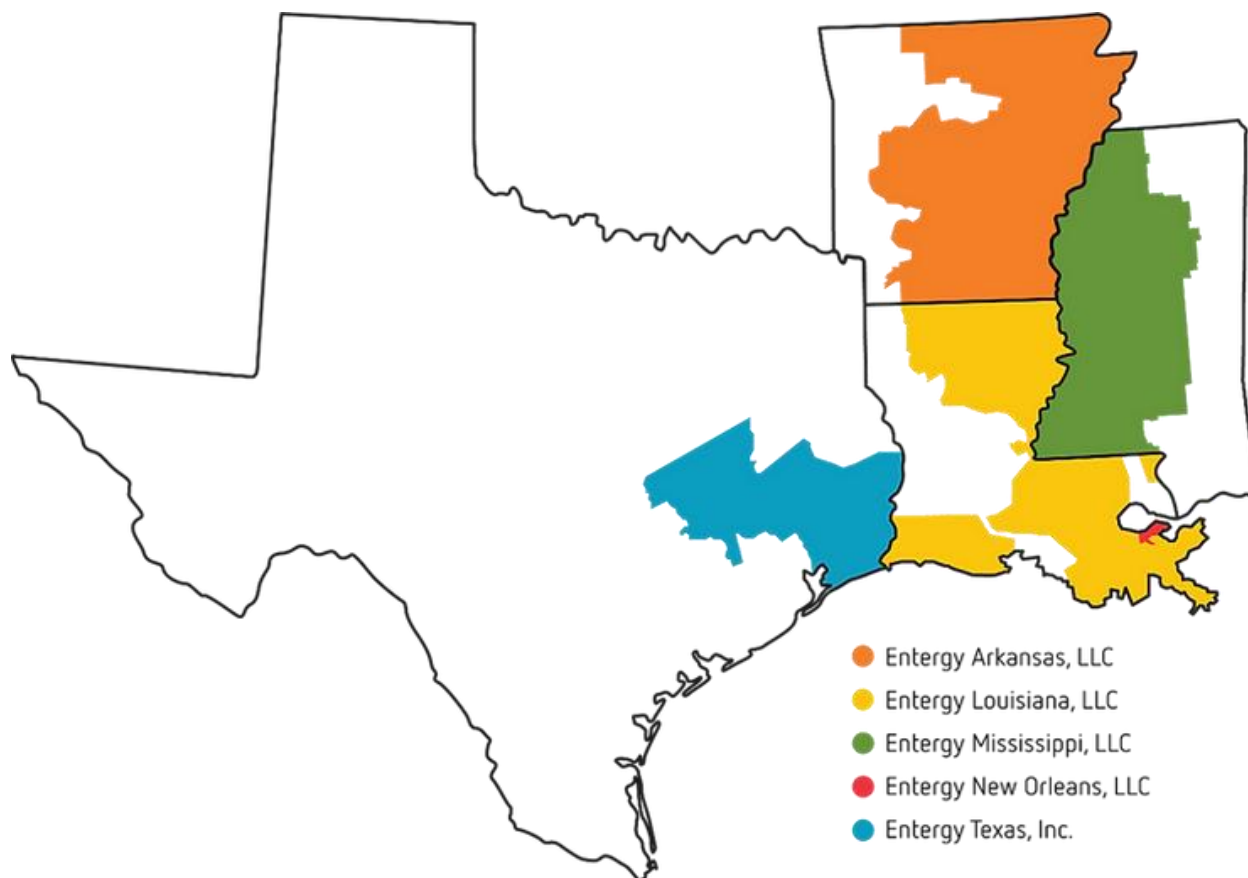 Entergy Arkansas, LLC
Entergy Louisiana, LLC
Entergy Mississippi, LLC
Entergy New Orleans, LLC
Entergy Texas, Inc.